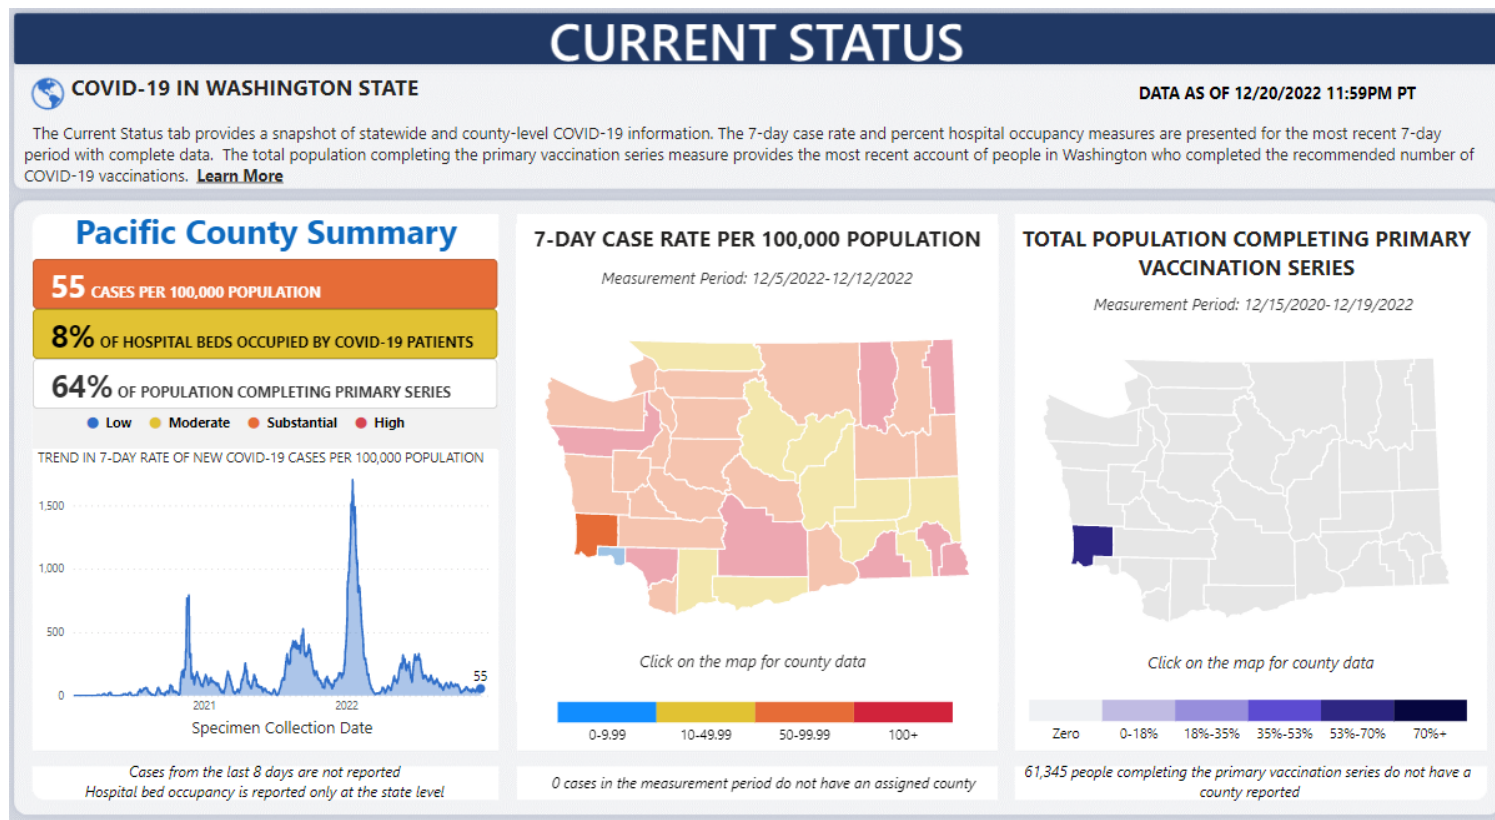 CURRENT STATUS
COVID-19 IN WASHINGTON STATE
DATA AS OF 12/20/2022 11:59PM PT
The Current Status tab provides a snapshot of statewide and county-level COVID-19 information. The 7-day case rate and percent hospital occupancy measures are presented for the most recent 7-day
period with complete data. The total population completing the primary vaccination series measure provides the most recent account of people in Washington who completed the recommended number of
COVID-19 vaccinations. Learn More
Pacific County Summary
55 CASES PER 100,000 POPULATION
8% OF HOSPITAL BEDS OCCUPIED BY COVID-19 PATIENTS
64% OF POPULATION COMPLETING PRIMARY SERIES
Low Moderate Substantial High
TREND IN 7-DAY RATE OF NEW COVID-19 CASES PER 100,000 POPULATION
1,500
1,000
500
55
0
2021 2022
Specimen Collection Date
Cases from the last 8 days are not reported
Hospital bed occupancy is reported only at the state level
7-DAY CASE RATE PER 100,000 POPULATION
Measurement Period: 12/5/2022-12/12/2022
Click on the map for county data
0-9.99 10-49.99 50-99.99 100+
0 cases in the measurement period do not have an assigned county
TOTAL POPULATION COMPLETING PRIMARY
VACCINATION SERIES
Measurement Period: 12/15/2020-12/19/2022
Click on the map for county data
Zero 0-18% 18%-35% 35%-53% 53%-70% 70%+
61,345 people completing the primary vaccination series do not have a
county reported